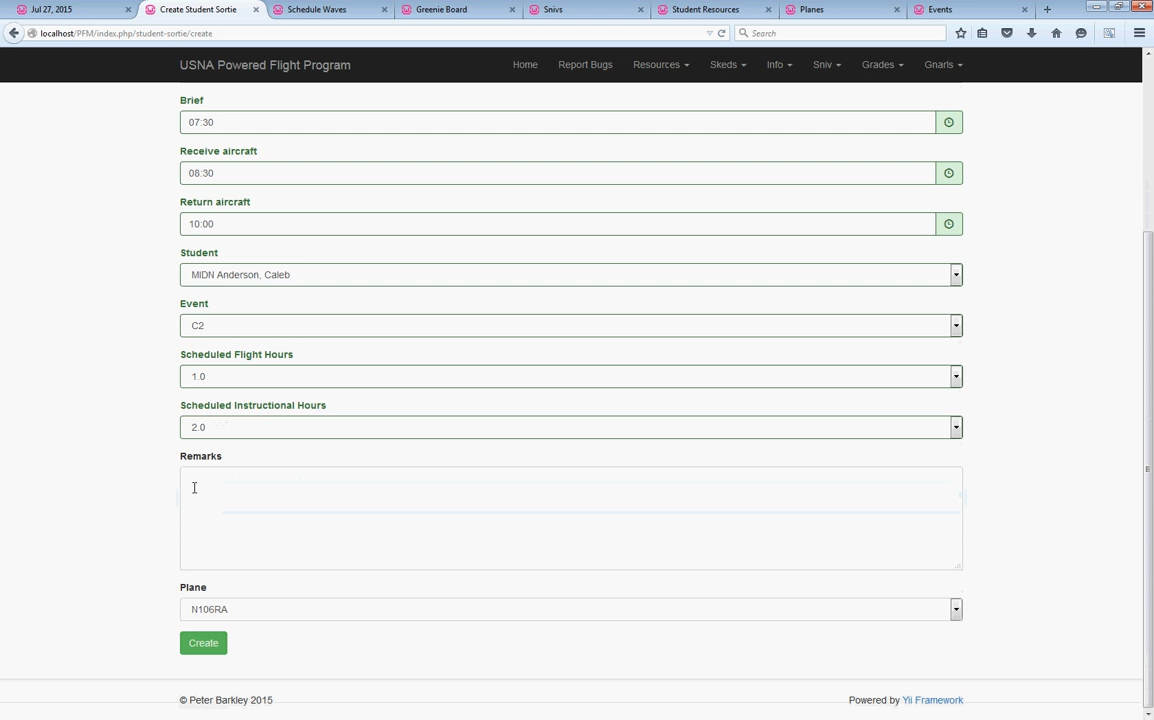 Jul 27, 2015 Create Student Sortie Schedule Waves Greenie Board Snivs Student Resources Planes Events
localhost/PFM/index.php/student-sortie/create Search
USNA Powered Flight Program Home Report Bugs Resources Skeds Info Sniv Grades Gnarls
Brief
07:30
Receive aircraft
08:30
Return aircraft
10:00
Student
MIDN Anderson, Caleb
Event
C2
Scheduled Flight Hours
1.0
Scheduled Instructional Hours
2.0
Remarks
Plane
N106RA
Create
© Peter Barkley 2015 Powered by Yii Framework